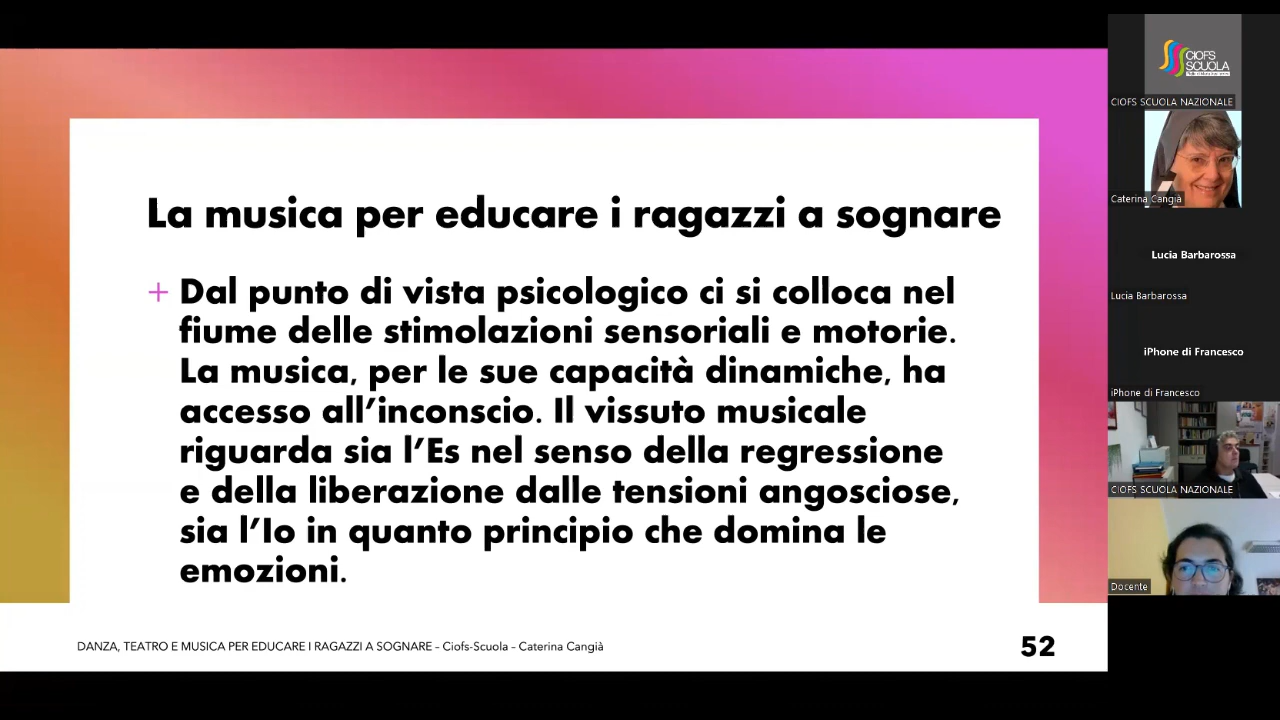 La musica per educare i ragazzi a sognare
+ Dal punto di vista psicologico ci si colloca nel
fiume delle stimolazioni sensoriali e motorie.
La musica, per le sue capacità dinamiche, ha
accesso all’inconscio. Il vissuto musicale
riguarda sia l’Es nel senso della regressione
e della liberazione dalle tensioni angosciose,
sia l’Io in quanto principio che domina le
emozioni.
DANZA, TEATRO E MUSICA PER EDUCARE I RAGAZZI A SOGNARE – Ciofs-Scuola – Caterina Cangià
52
CIOFS
SCUOLA
CIOFS SCUOLA NAZIONALE
Caterina Cangià
Lucia Barbarossa
Lucia Barbarossa
iPhone di Francesco
iPhone di Francesco
CIOFS SCUOLA NAZIONALE
Docente